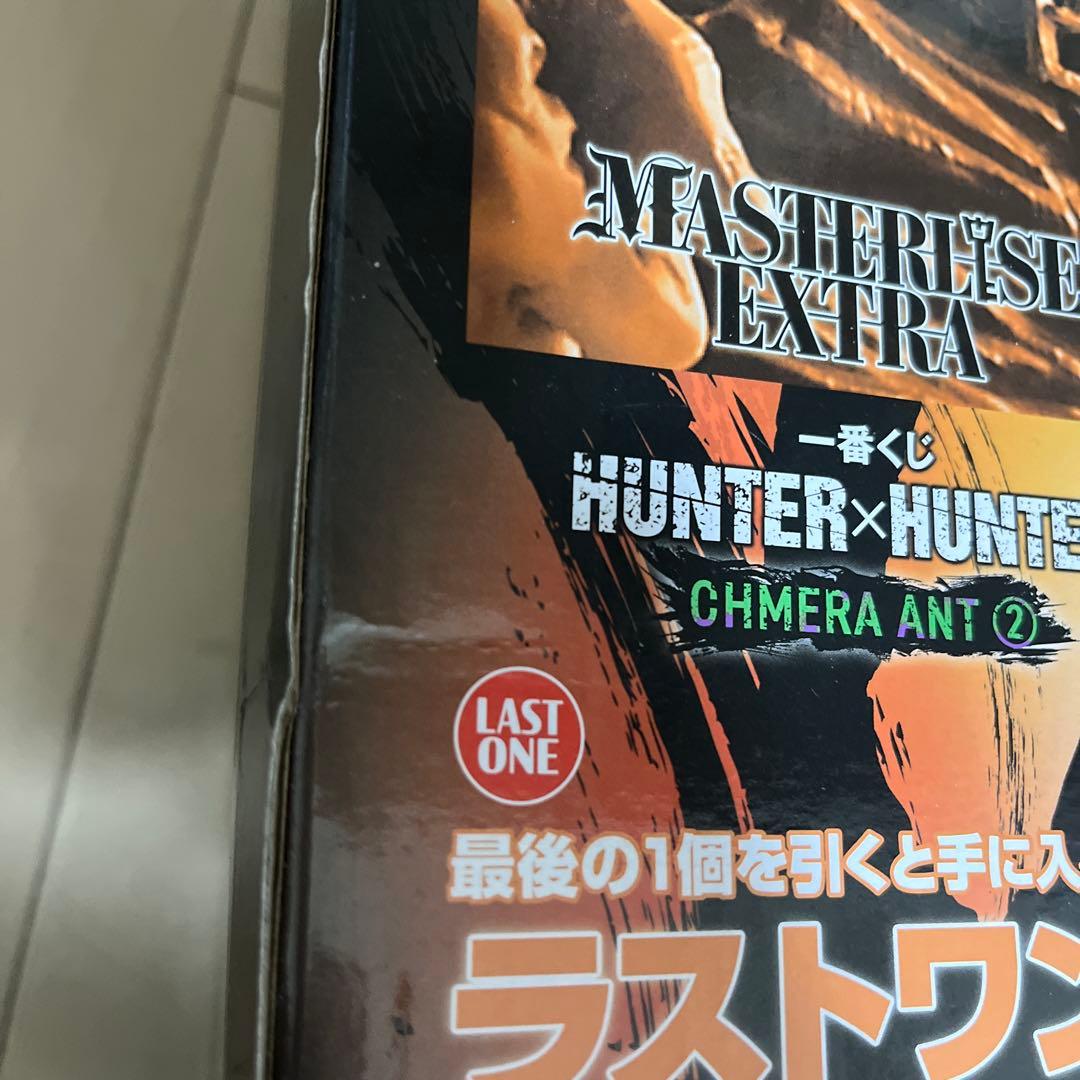 MASTERLISE
EXTRA
一番くじ
HUNTER×HUNTE
CHMERA ANT ②
LAST
ONE
最後の1個を引くと手に入
ラストワン